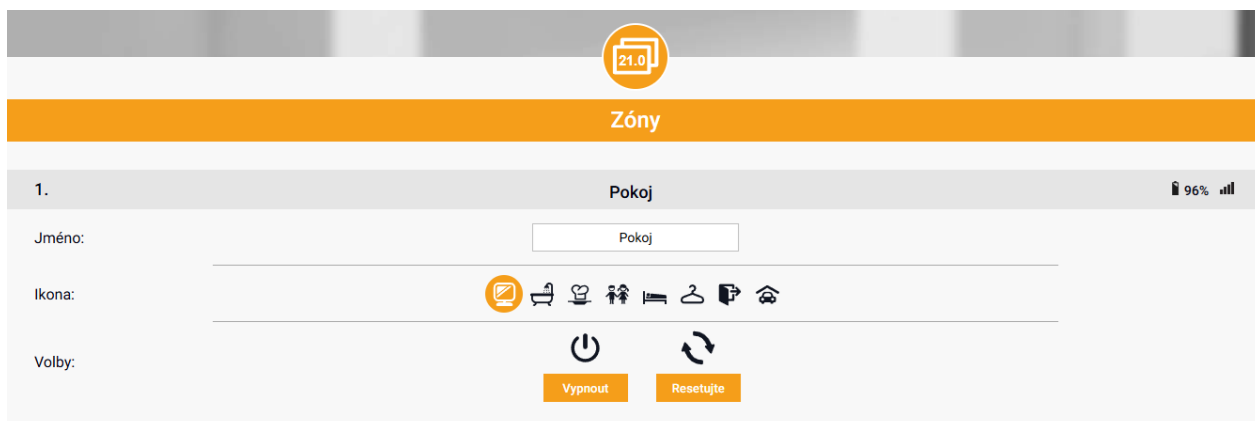 21.0
Zóny
1. Pokoj 96%
Jméno: Pokoj
Ikona:
Volby:
Vypnout Resetujte